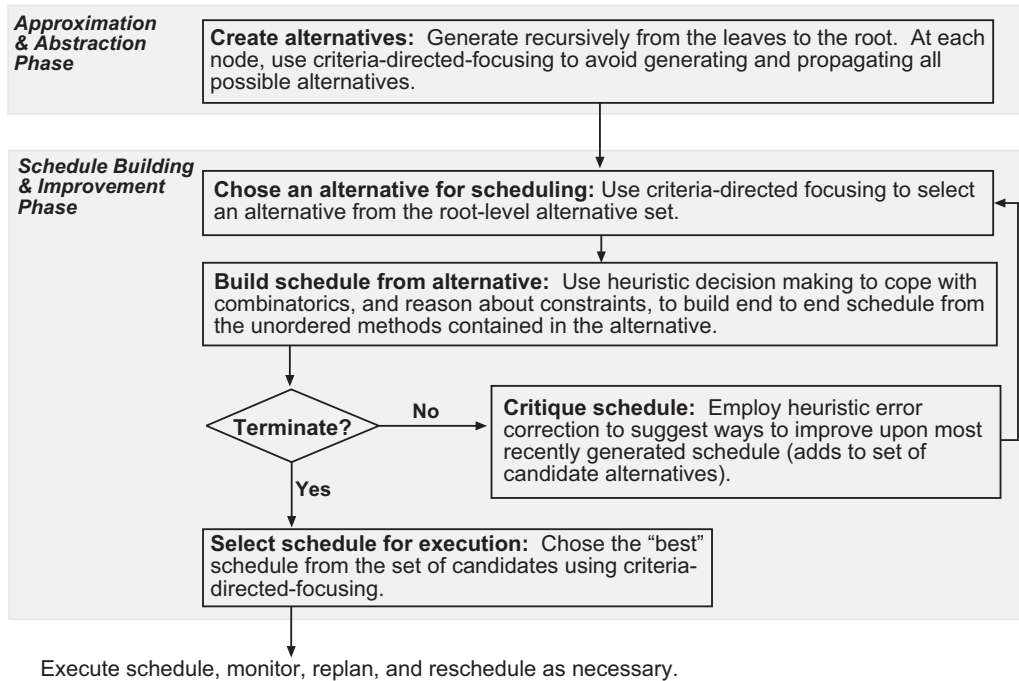 Approximation
& Abstraction
Phase
Create alternatives: Generate recursively from the leaves to the root. At each
node, use criteria-directed-focusing to avoid generating and propagating all
possible alternatives.
Schedule Building
& Improvement
Phase
Chose an alternative for scheduling: Use criteria-directed focusing to select
an alternative from the root-level alternative set.
Build schedule from alternative: Use heuristic decision making to cope with
combinatorics, and reason about constraints, to build end to end schedule from
the unordered methods contained in the alternative.
Terminate?
No
Critique schedule: Employ heuristic error
correction to suggest ways to improve upon most
recently generated schedule (adds to set of
candidate alternatives).
Yes
Select schedule for execution: Chose the “best”
schedule from the set of candidates using criteria-
directed-focusing.
Execute schedule, monitor, replan, and reschedule as necessary.